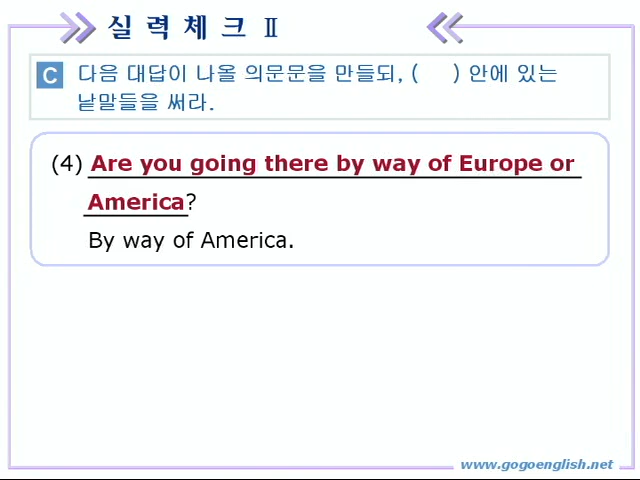 실 력 체 크 Ⅱ
C 다음 대답이 나올 의문문을 만들되, (    ) 안에 있는
낱말들을 써라.
(4) Are you going there by way of Europe or
America?
By way of America.
www.gogoenglish.net